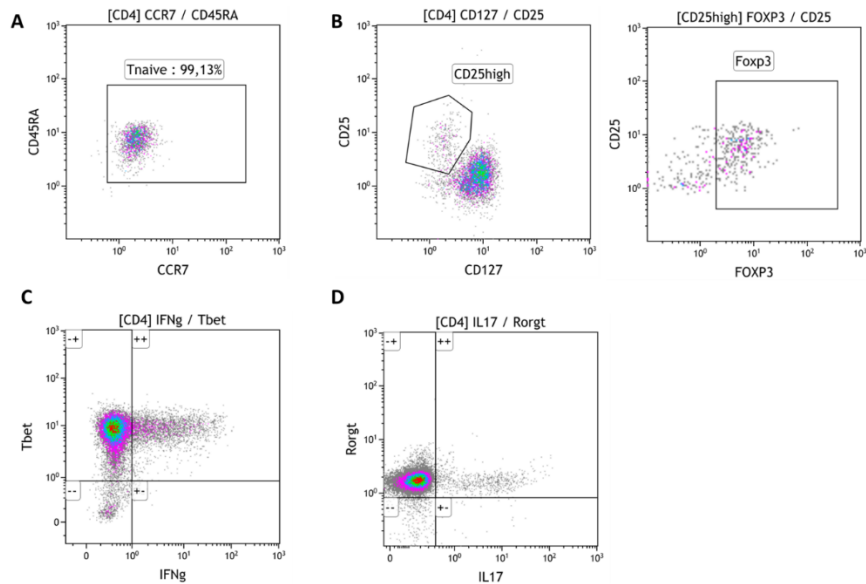 A
[CD4] CCR7 / CD45RA
Tnaive : 99,13%
CD45RA
10³
10²
10¹
10⁰
10⁰ 10¹ 10² 10³
CCR7
B
[CD4] CD127 / CD25
CD25high
CD25
10³
10²
10¹
10⁰
10⁰ 10¹ 10² 10³
CD127
[CD25high] FOXP3 / CD25
Foxp3
CD25
10³
10²
10¹
10⁰
10⁰ 10¹ 10² 10³
FOXP3
C
[CD4] IFNg / Tbet
-+ ++
Tbet
10³
10²
10¹
10⁰
0
-- +-
0 10⁰ 10¹ 10² 10³
IFNg
D
[CD4] IL17 / Rorgt
-+ ++
Rorgt
10³
10²
10¹
10⁰
0
-- +-
0 10⁰ 10¹ 10² 10³
IL17